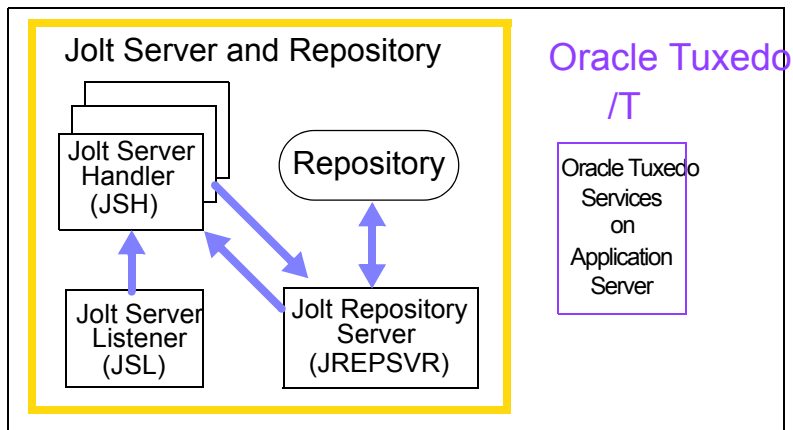 Jolt Server and Repository
Oracle Tuxedo
/T
Jolt Server
Handler
(JSH)
Repository
Oracle Tuxedo
Services
on
Application
Server
Jolt Server
Listener
(JSL)
Jolt Repository
Server
(JREPSVR)